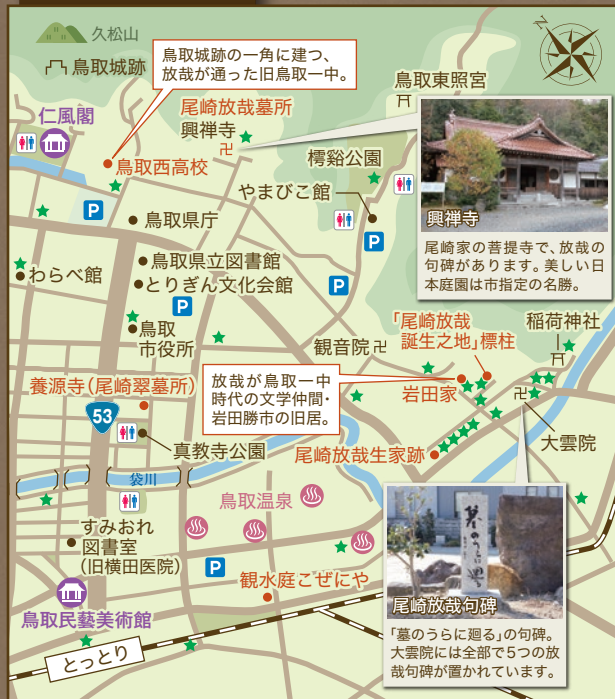 久松山
鳥取城跡
鳥取城跡の一角に建つ、
放哉が通った旧鳥取一中。
鳥取東照宮
N
仁風閣
尾崎放哉墓所
興禅寺
卍
鳥取西高校
樗谿公園
やまびこ館
P
P
P
P
鳥取県庁
興禅寺
尾崎家の菩提寺で、放哉の
句碑があります。美しい日
本庭園は市指定の名勝。
わらべ館
鳥取県立図書館
とりぎん文化会館
P
鳥取
市役所
観音院卍
「尾崎放哉
誕生之地」標柱
稲荷神社
放哉が鳥取一中
時代の文学仲間・
岩田勝市の旧居。
岩田家
卍
大雲院
養源寺(尾崎翠墓所)
53
真教寺公園
尾崎放哉生家跡
袋川
鳥取温泉
すみおれ
図書室
(旧横田医院)
P
観水庭こぜにや
鳥取民藝美術館
とっとり
墓のうらに廻る
尾崎放哉句碑
「墓のうらに廻る」の句碑。
大雲院には全部で5つの放
哉句碑が置かれています。